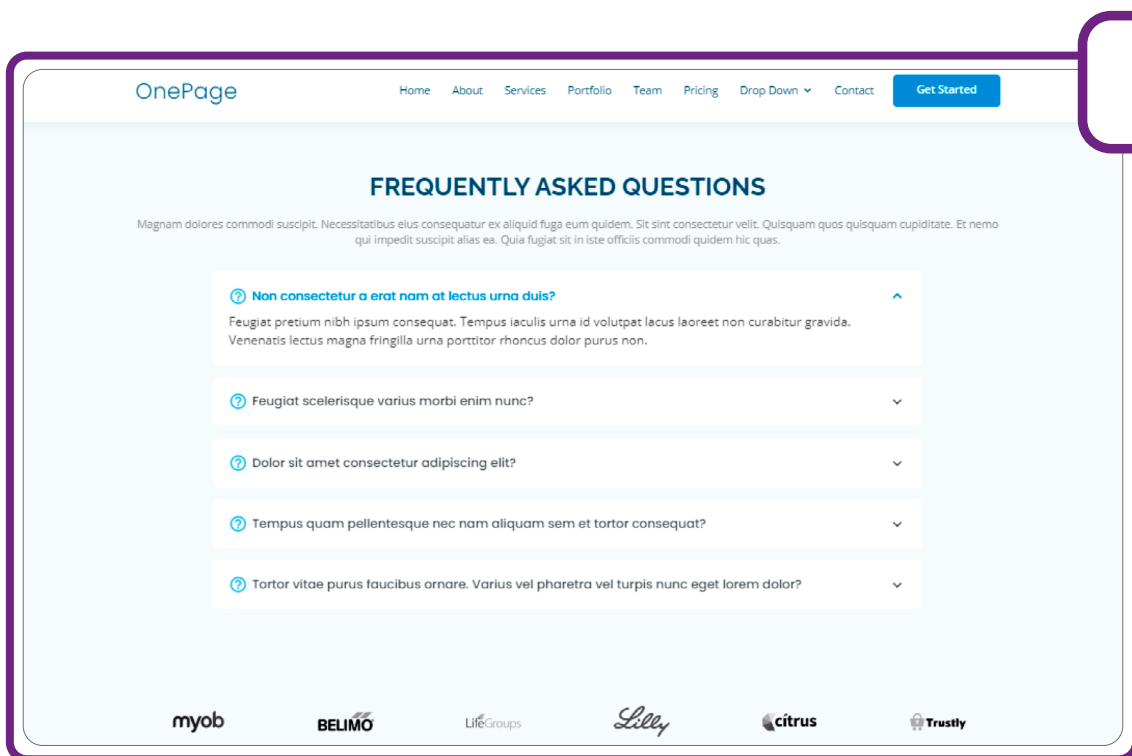 OnePage
Home About Services Portfolio Team Pricing Drop Down Contact Get Started
FREQUENTLY ASKED QUESTIONS
Magnam dolores commodi suscipit. Necessitatibus eius consequatur ex aliquid fuga eum quidem. Sit sint consectetur velit. Quisquam quos quisquam cupiditate. Et nemo
qui impedit suscipit alias ea. Quia fugiat sit in iste officiis commodi quidem hic quas.
Non consectetur a erat nam at lectus urna duis?
Feugiat pretium nibh ipsum consequat. Tempus iaculis urna id volutpat lacus laoreet non curabitur gravida.
Venenatis lectus magna fringilla urna porttitor rhoncus dolor purus non.
Feugiat scelerisque varius morbi enim nunc?
Dolor sit amet consectetur adipiscing elit?
Tempus quam pellentesque nec nam aliquam sem et tortor consequat?
Tortor vitae purus faucibus ornare. Varius vel pharetra vel turpis nunc eget lorem dolor?
myob BELIMO LifeGroups Lilly citrus Trustly